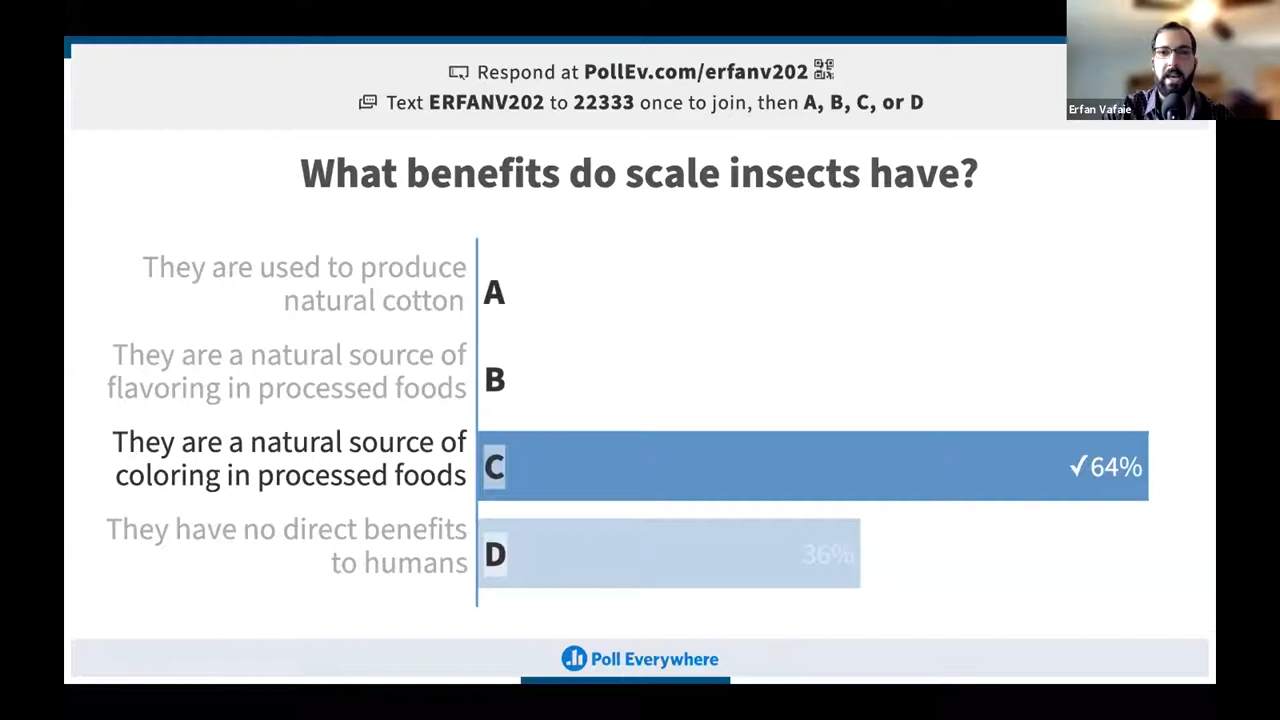 Respond at PollEv.com/erfanv202
Text ERFANV202 to 22333 once to join, then A, B, C, or D
Erfan Vafaie
What benefits do scale insects have?
They are used to produce
natural cotton
A
They are a natural source of
flavoring in processed foods
B
They are a natural source of
coloring in processed foods
C
✓64%
They have no direct benefits
to humans
D
36%
Poll Everywhere